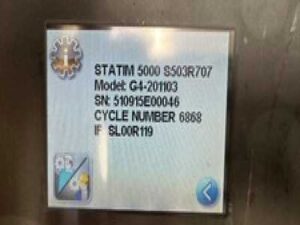 STATIM 5000 S503R707
Model: G4-201103
SN: 510915E00046
CYCLE NUMBER 6868
IF SL00R119